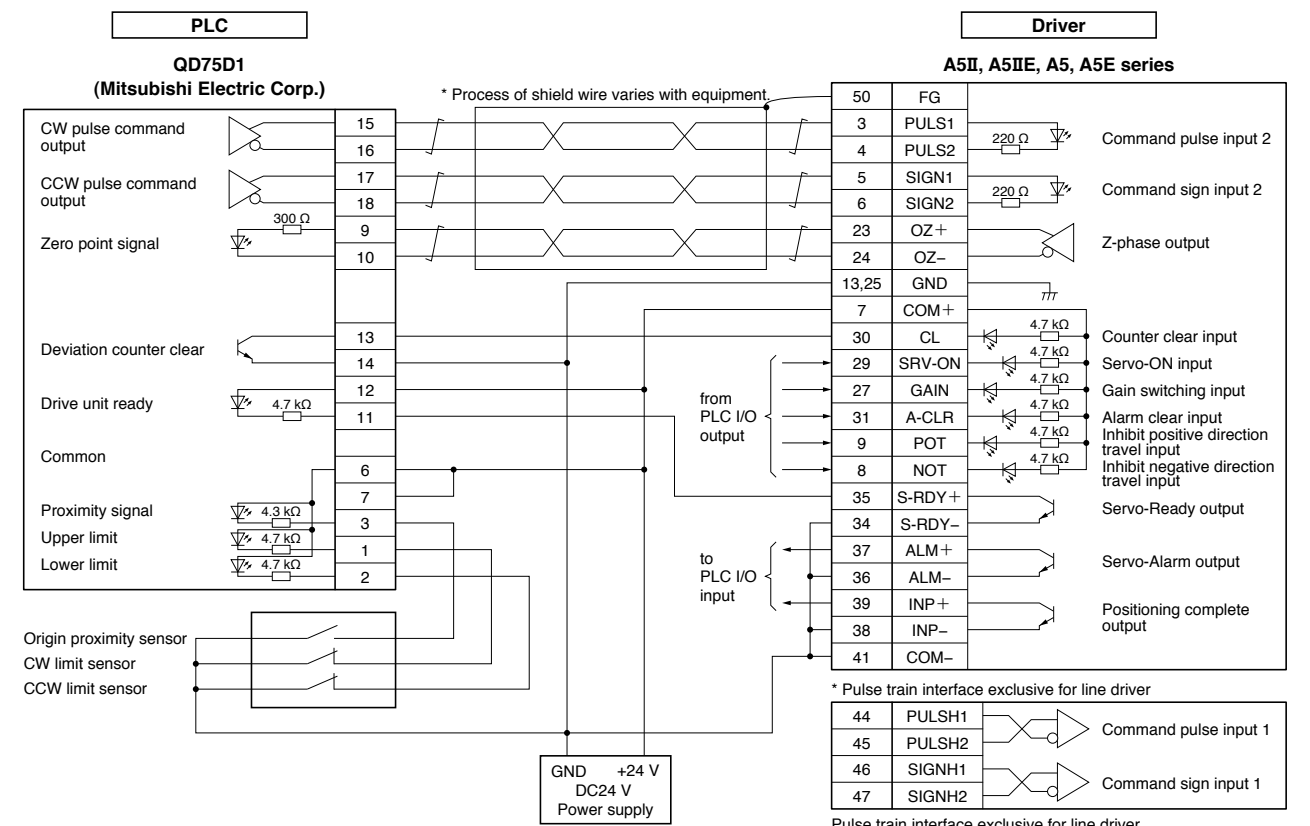 PLC
Driver
QD75D1
(Mitsubishi Electric Corp.)
A5II, A5IIE, A5, A5E series
* Process of shield wire varies with equipment.
CW pulse command
output
15
16
CCW pulse command
output
17
18
Zero point signal
300 Ω
9
10
Deviation counter clear
13
14
Drive unit ready
4.7 kΩ
12
11
Common
6
7
Proximity signal
4.3 kΩ
3
Upper limit
4.7 kΩ
1
Lower limit
4.7 kΩ
2
Origin proximity sensor
CW limit sensor
CCW limit sensor
GND +24 V
DC24 V
Power supply
from
PLC I/O
output
to
PLC I/O
input
50 FG
3 PULS1
4 PULS2
220 Ω
Command pulse input 2
5 SIGN1
6 SIGN2
220 Ω
Command sign input 2
23 OZ+
24 OZ−
Z-phase output
13,25 GND
7 COM+
30 CL 4.7 kΩ Counter clear input
29 SRV-ON 4.7 kΩ Servo-ON input
27 GAIN 4.7 kΩ Gain switching input
31 A-CLR 4.7 kΩ Alarm clear input
9 POT 4.7 kΩ Inhibit positive direction
travel input
8 NOT 4.7 kΩ Inhibit negative direction
travel input
35 S-RDY+
34 S-RDY−
Servo-Ready output
37 ALM+
36 ALM−
Servo-Alarm output
39 INP+
38 INP−
Positioning complete
output
41 COM−
* Pulse train interface exclusive for line driver
44 PULSH1
45 PULSH2
Command pulse input 1
46 SIGNH1
47 SIGNH2
Command sign input 1
Pulse train interface exclusive for line driver